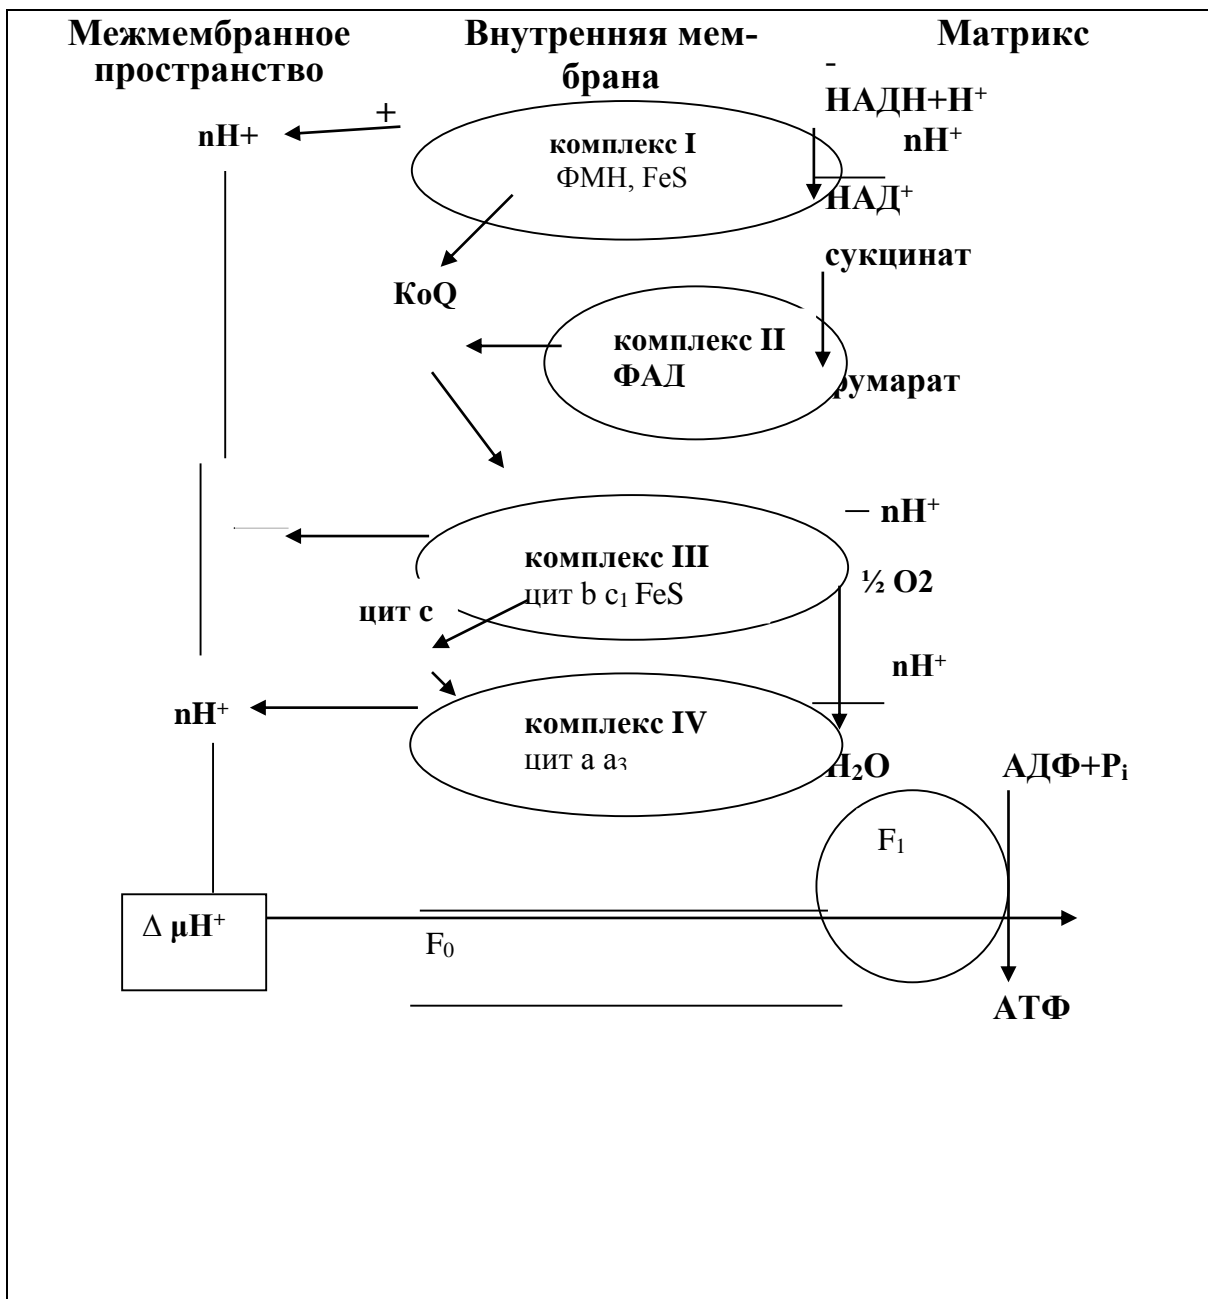 Межмембранное
пространство
Внутренняя мем-
брана
Матрикс
-
НАДН+Н⁺
+
nH+
nH⁺
комплекс I
ФМН, FeS
НАД⁺
сукцинат
КоQ
комплекс II
ФАД
румарат
— nH⁺
комплекс III
цит b c₁ FeS
½ O2
цит c
nH⁺
nH⁺
комплекс IV
цит a a₃
H₂O
АДФ+Pᵢ
F₁
Δ μH⁺
F₀
АТФ